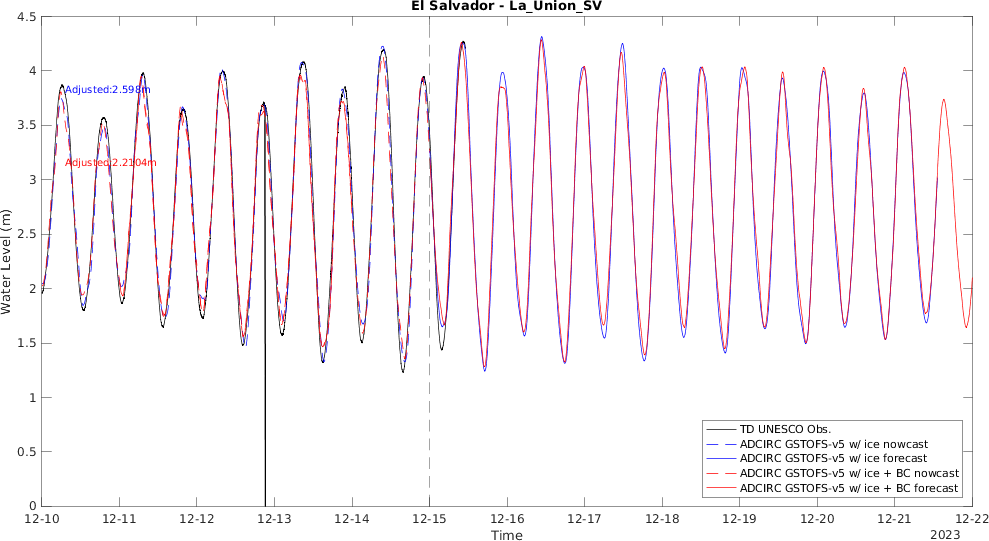 El Salvador - La_Union_SV
4.5
4
3.5
3
2.5
2
1.5
1
0.5
0
Water Level (m)
Adjusted:2.598m
Adjusted:2.2104m
TD UNESCO Obs.
ADCIRC GSTOFS-v5 w/ ice nowcast
ADCIRC GSTOFS-v5 w/ ice forecast
ADCIRC GSTOFS-v5 w/ ice + BC nowcast
ADCIRC GSTOFS-v5 w/ ice + BC forecast
12-10 12-11 12-12 12-13 12-14 12-15 12-16 12-17 12-18 12-19 12-20 12-21 12-22
Time
2023